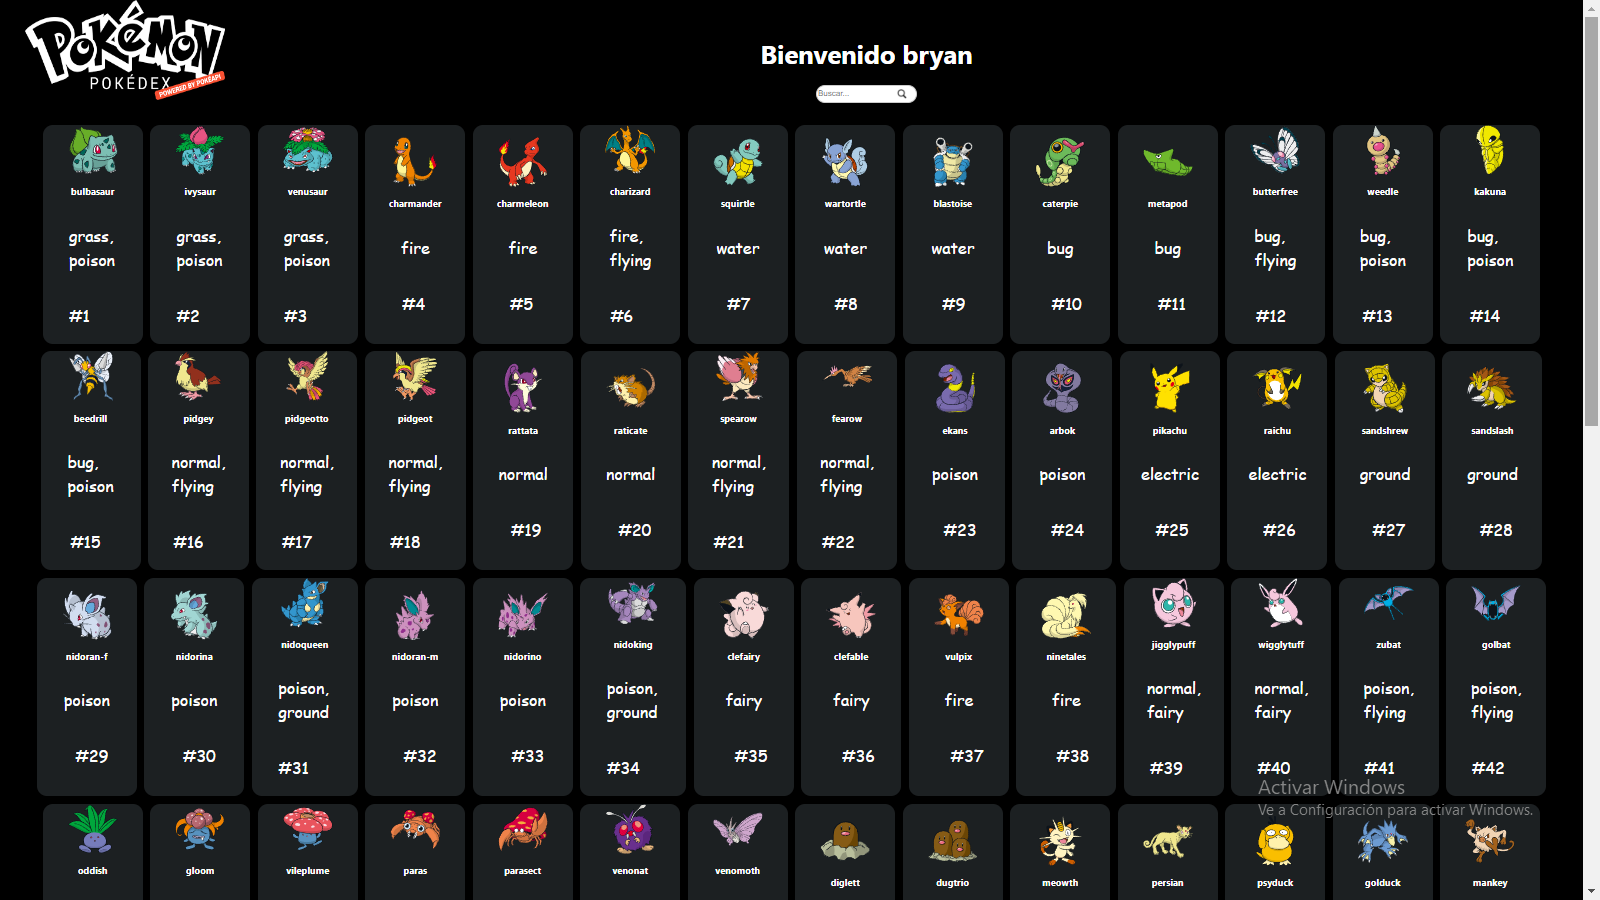 Pokémon
POKÉDEX
POWERED BY POKEAPI
Bienvenido bryan
Buscar...
bulbasaur ivysaur venusaur charmander charmeleon charizard squirtle wartortle blastoise caterpie metapod butterfree weedle kakuna
grass, poison grass, poison grass, poison fire fire fire, flying water water water bug bug bug, flying bug, poison bug, poison
#1 #2 #3 #4 #5 #6 #7 #8 #9 #10 #11 #12 #13 #14
beedrill pidgey pidgeotto pidgeot rattata raticate spearow fearow ekans arbok pikachu raichu sandshrew sandslash
bug, poison normal, flying normal, flying normal, flying normal normal normal, flying normal, flying poison poison electric electric ground ground
#15 #16 #17 #18 #19 #20 #21 #22 #23 #24 #25 #26 #27 #28
nidoran-f nidorina nidoqueen nidoran-m nidorino nidoking clefairy clefable vulpix ninetales jigglypuff wigglytuff zubat golbat
poison poison poison, ground poison poison poison, ground fairy fairy fire fire normal, fairy normal, fairy poison, flying poison, flying
#29 #30 #31 #32 #33 #34 #35 #36 #37 #38 #39 #40 #41 #42
Activar Windows
Ve a Configuración para activar Windows.
oddish gloom vileplume paras parasect venonat venomoth diglett dugtrio meowth persian psyduck golduck mankey